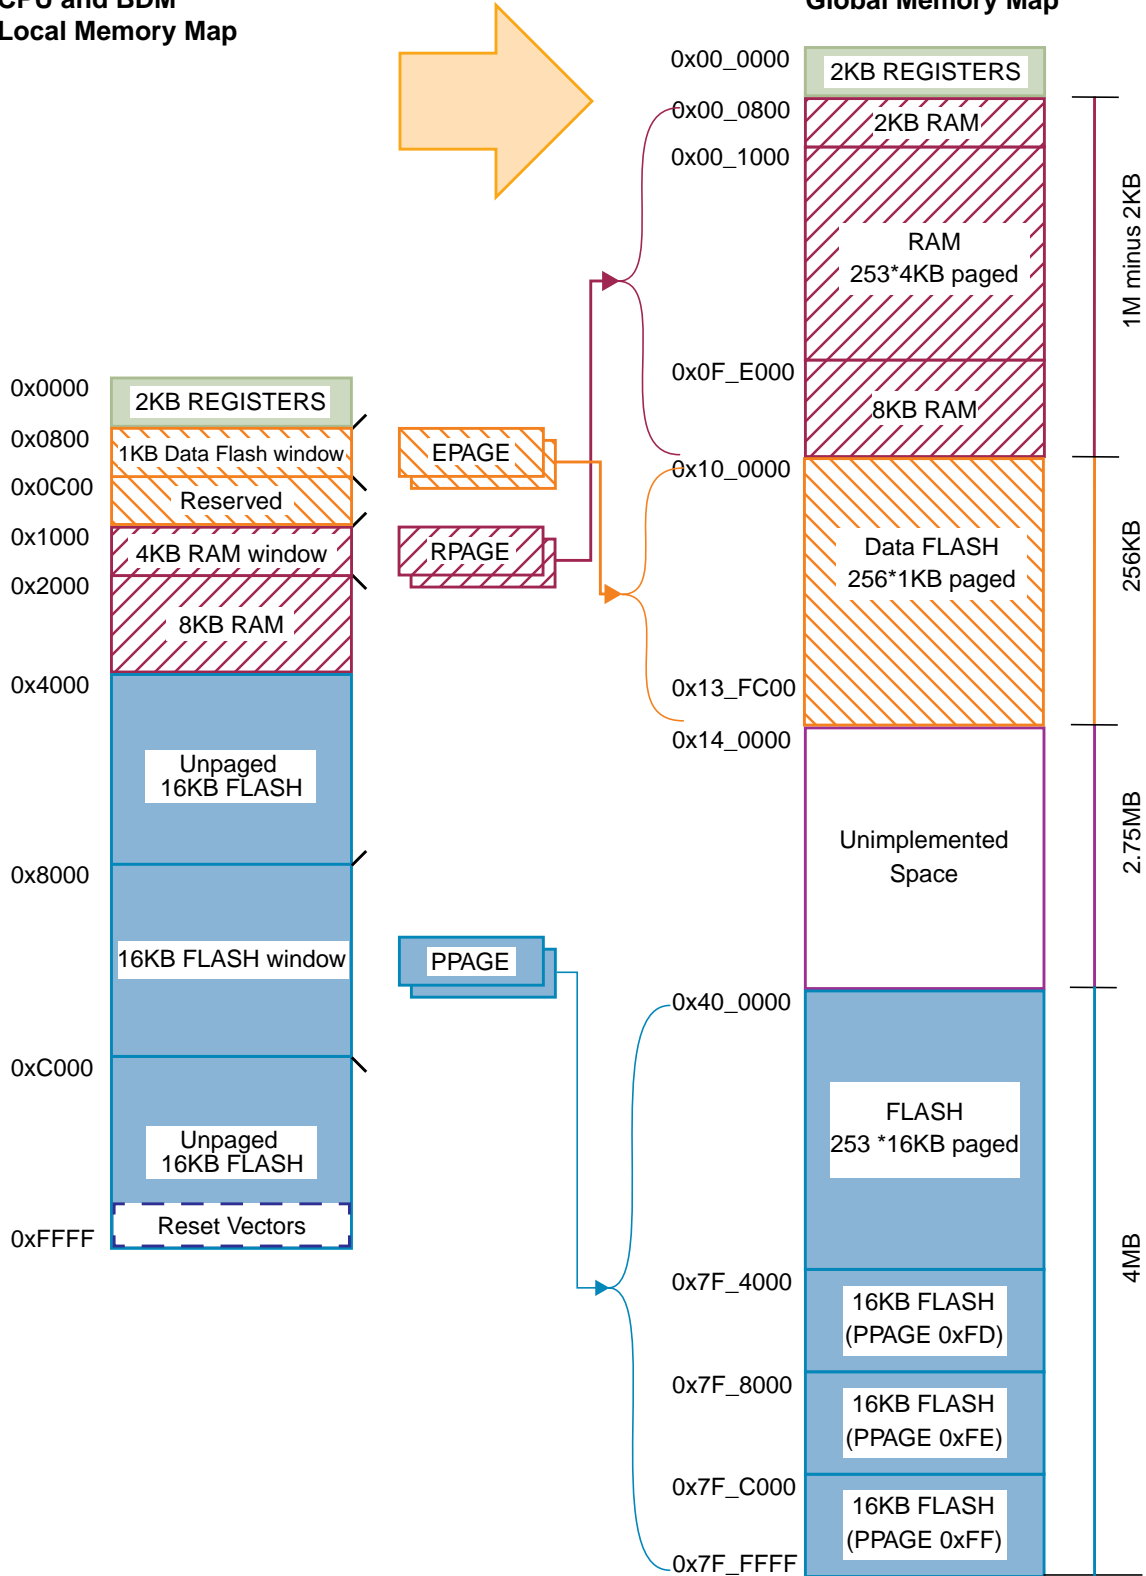 CPU and BDM
Local Memory Map
Global Memory Map
0x0000
2KB REGISTERS
0x0800
1KB Data Flash window
0x0C00
Reserved
0x1000
4KB RAM window
0x2000
8KB RAM
0x4000
Unpaged
16KB FLASH
0x8000
16KB FLASH window
0xC000
Unpaged
16KB FLASH
Reset Vectors
0xFFFF
EPAGE
RPAGE
PPAGE
0x00_0000
2KB REGISTERS
0x00_0800
2KB RAM
0x00_1000
RAM
253*4KB paged
0x0F_E000
8KB RAM
0x10_0000
Data FLASH
256*1KB paged
0x13_FC00
0x14_0000
Unimplemented
Space
0x40_0000
FLASH
253 *16KB paged
0x7F_4000
16KB FLASH
(PPAGE 0xFD)
0x7F_8000
16KB FLASH
(PPAGE 0xFE)
0x7F_C000
16KB FLASH
(PPAGE 0xFF)
0x7F_FFFF
1M minus 2KB
256KB
2.75MB
4MB